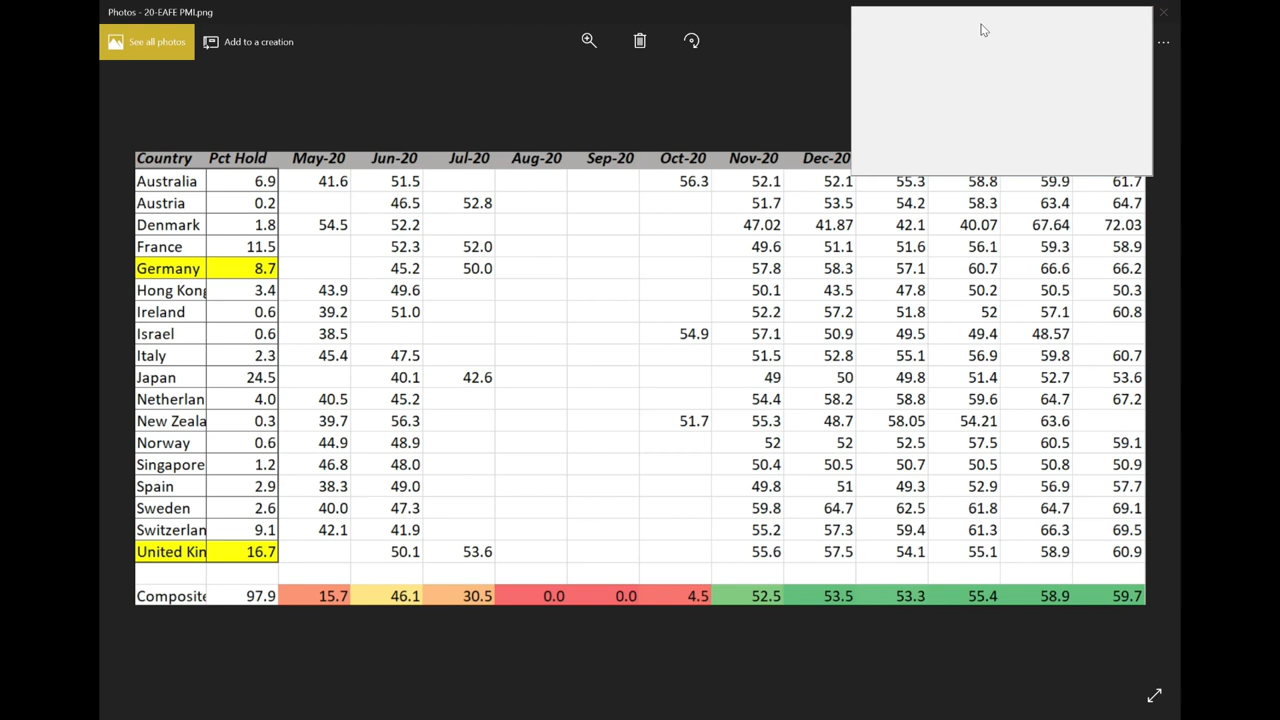 Photos - 20-EAFE PMI.png
See all photos Add to a creation
Country Pct Hold May-20 Jun-20 Jul-20 Aug-20 Sep-20 Oct-20 Nov-20 Dec-20
Australia 6.9 41.6 51.5 56.3 52.1 52.1 55.3 58.8 59.9 61.7
Austria 0.2 46.5 52.8 51.7 53.5 54.2 58.3 63.4 64.7
Denmark 1.8 54.5 52.2 47.02 41.87 42.1 40.07 67.64 72.03
France 11.5 52.3 52.0 49.6 51.1 51.6 56.1 59.3 58.9
Germany 8.7 45.2 50.0 57.8 58.3 57.1 60.7 66.6 66.2
Hong Kong 3.4 43.9 49.6 50.1 43.5 47.8 50.2 50.5 50.3
Ireland 0.6 39.2 51.0 52.2 57.2 51.8 52 57.1 60.8
Israel 0.6 38.5 54.9 57.1 50.9 49.5 49.4 48.57
Italy 2.3 45.4 47.5 51.5 52.8 55.1 56.9 59.8 60.7
Japan 24.5 40.1 42.6 49 50 49.8 51.4 52.7 53.6
Netherlan 4.0 40.5 45.2 54.4 58.2 58.8 59.6 64.7 67.2
New Zeala 0.3 39.7 56.3 51.7 55.3 48.7 58.05 54.21 63.6
Norway 0.6 44.9 48.9 52 52 52.5 57.5 60.5 59.1
Singapore 1.2 46.8 48.0 50.4 50.5 50.7 50.5 50.8 50.9
Spain 2.9 38.3 49.0 49.8 51 49.3 52.9 56.9 57.7
Sweden 2.6 40.0 47.3 59.8 64.7 62.5 61.8 64.7 69.1
Switzerlan 9.1 42.1 41.9 55.2 57.3 59.4 61.3 66.3 69.5
United Kin 16.7 50.1 53.6 55.6 57.5 54.1 55.1 58.9 60.9
Composite 97.9 15.7 46.1 30.5 0.0 0.0 4.5 52.5 53.5 53.3 55.4 58.9 59.7